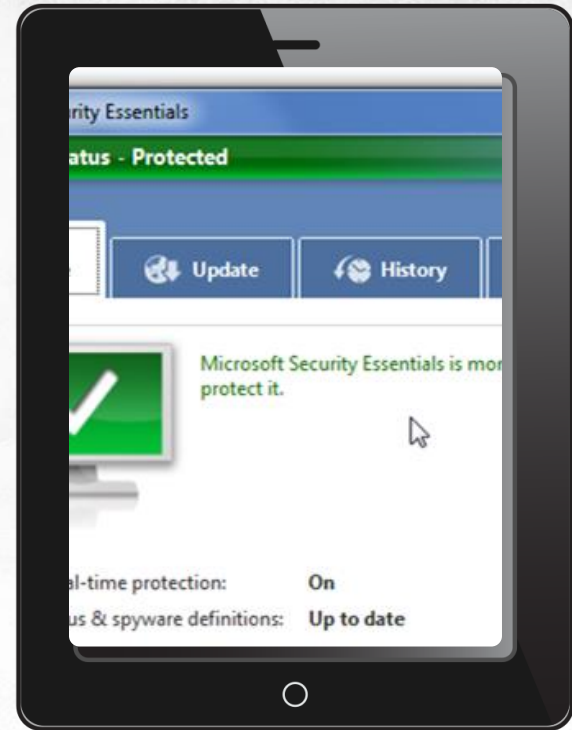 rity Essentials
atus - Protected
Update History
Microsoft Security Essentials is mor
protect it.
al-time protection: On
us & spyware definitions: Up to date